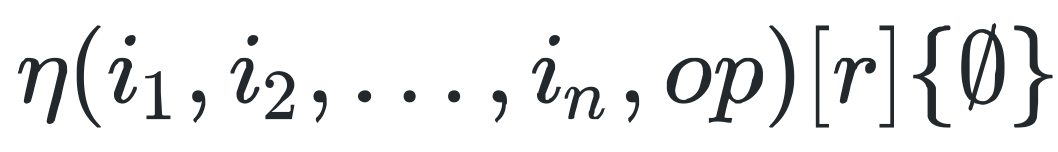 η(i₁, i₂, ..., iₙ, op)[r]{∅}